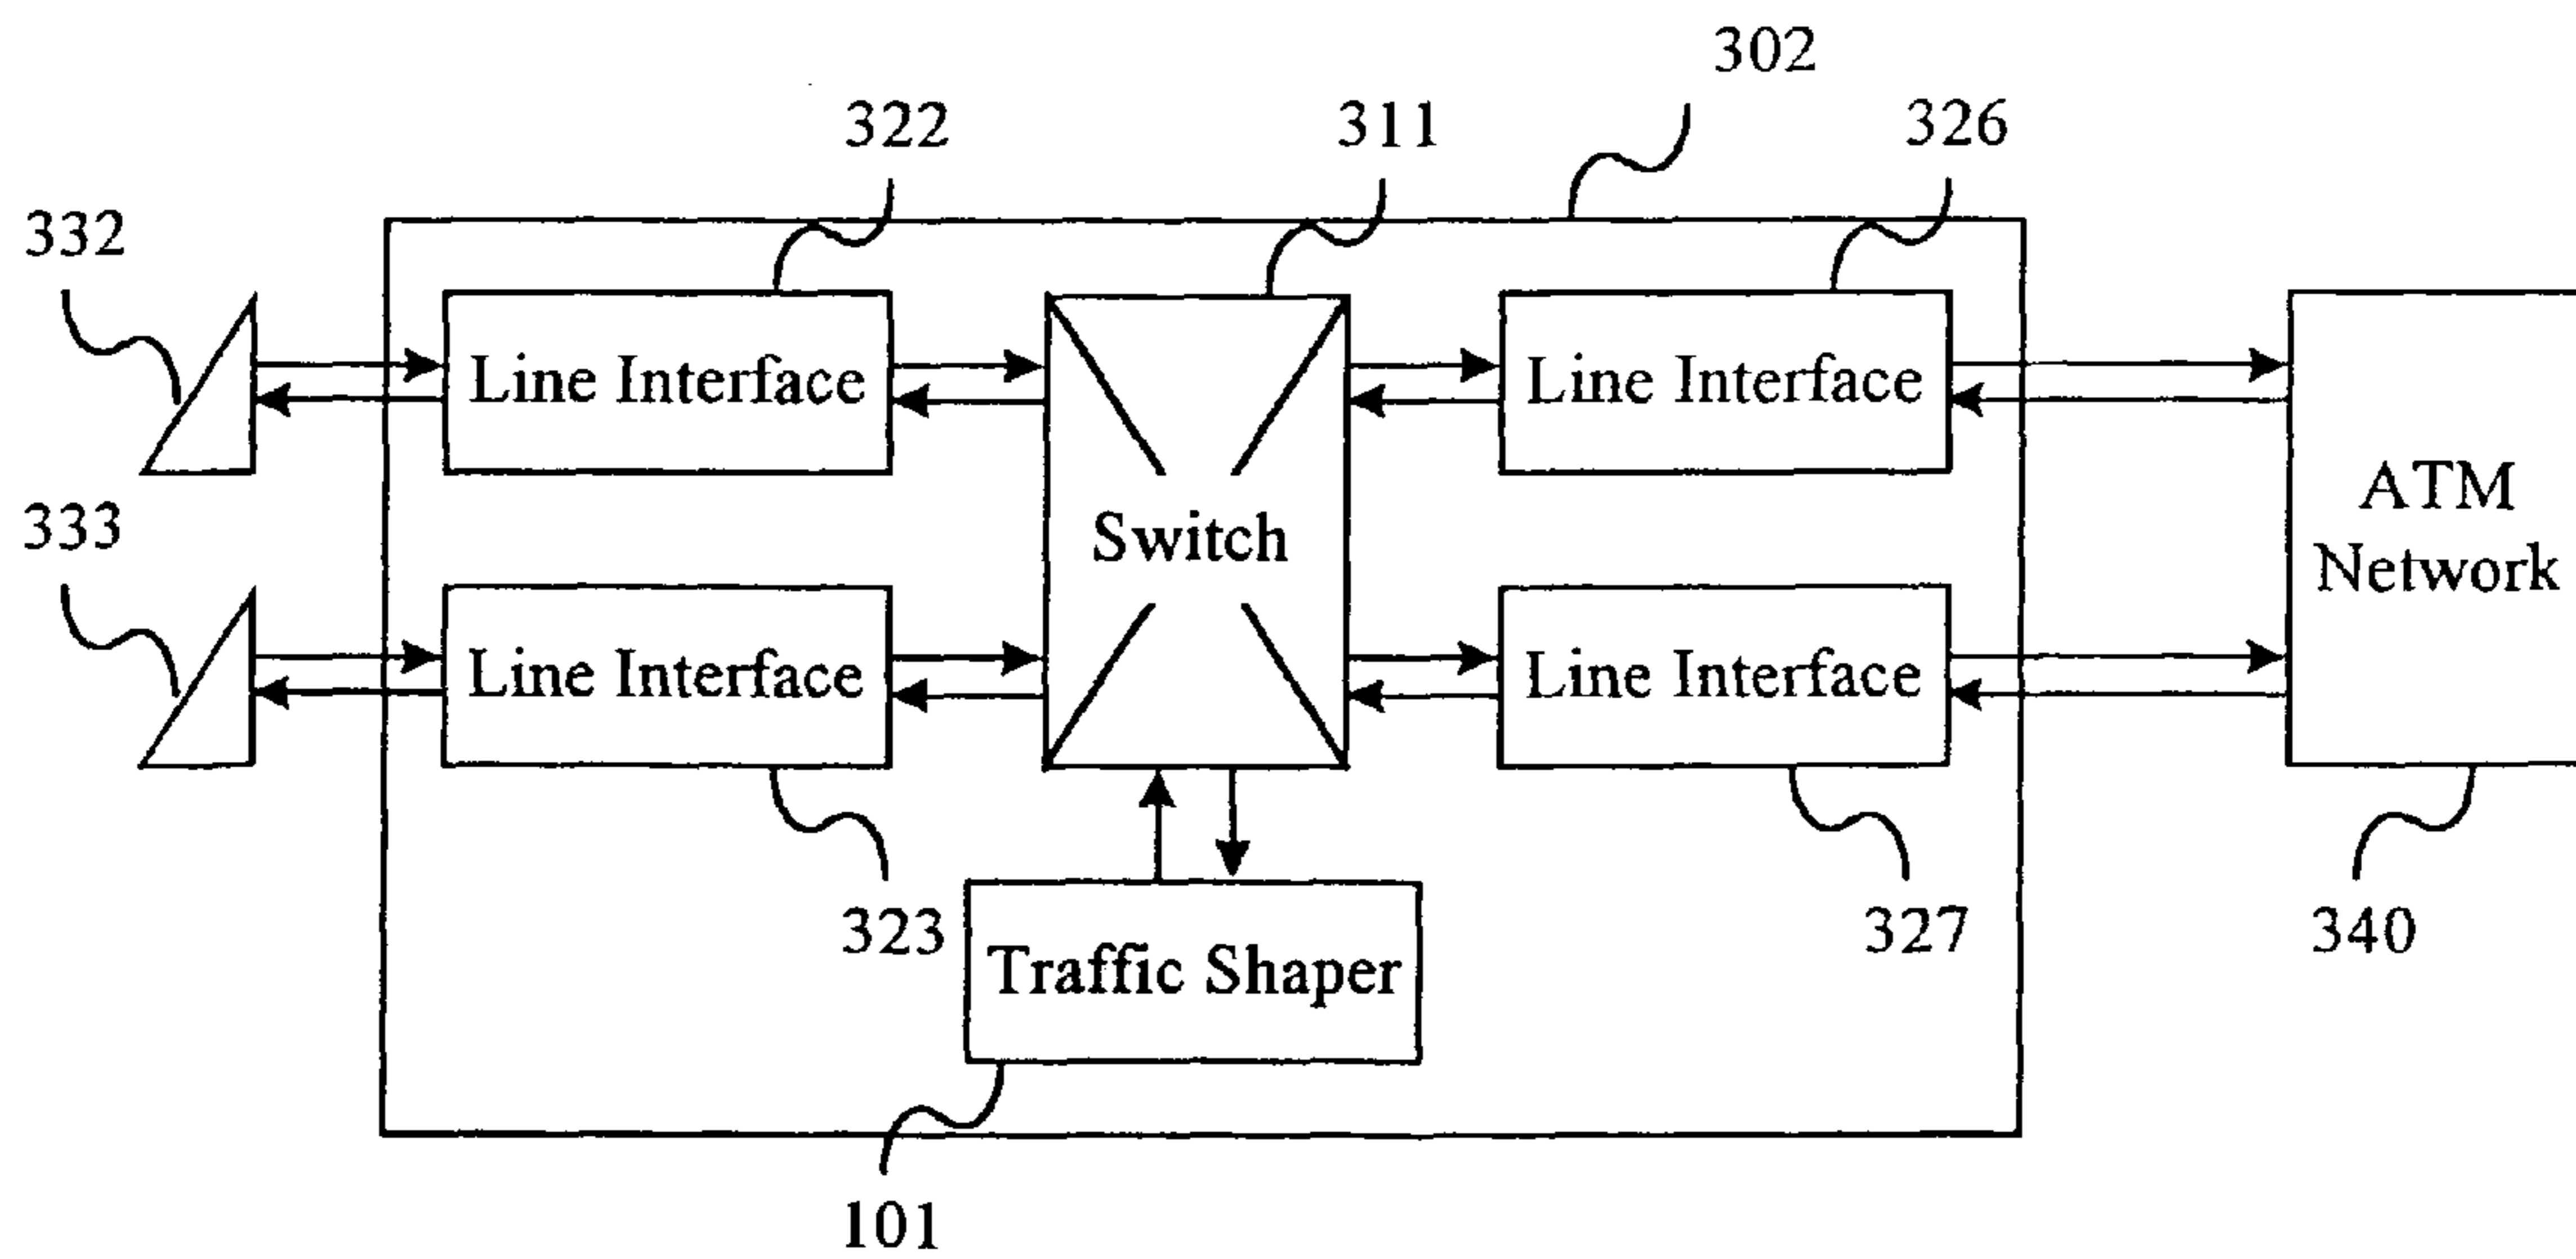 302
322
311
326
332
Line Interface
Line Interface
ATM
Network
333
Switch
Line Interface
Line Interface
323
327
340
Traffic Shaper
101